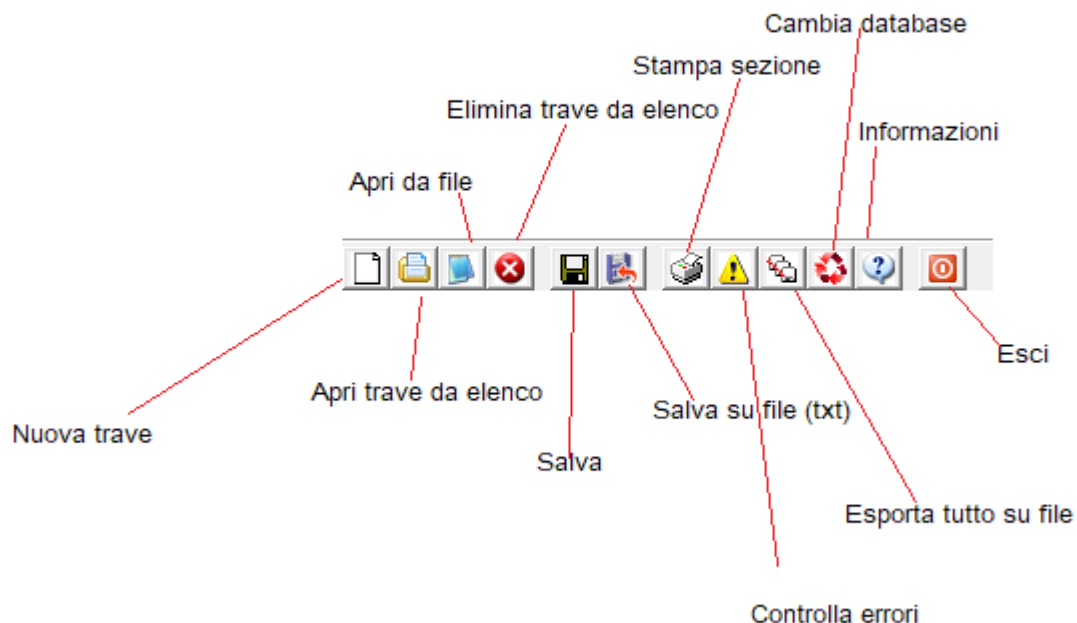 Cambia database
Stampa sezione
Elimina trave da elenco
Informazioni
Apri da file
Esci
Apri trave da elenco
Salva su file (txt)
Nuova trave
Salva
Esporta tutto su file
Controlla errori